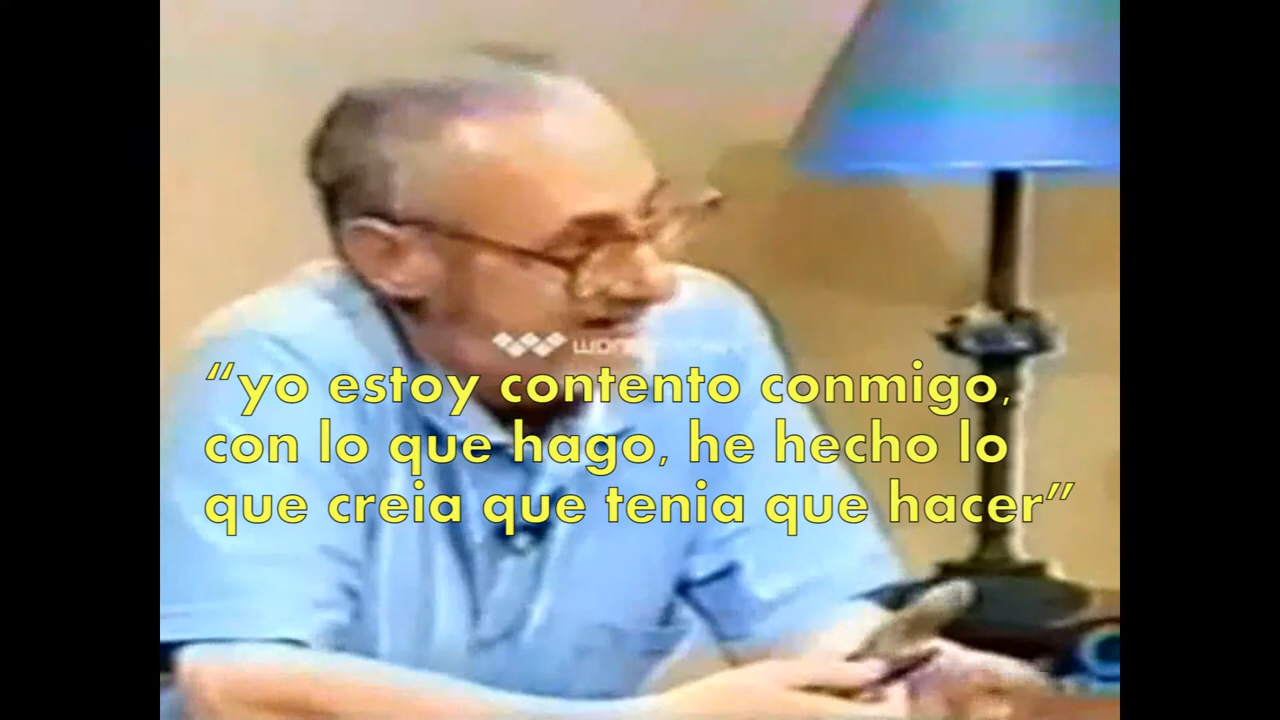 “yo estoy contento conmigo,
con lo que hago, he hecho lo
que creia que tenia que hacer”